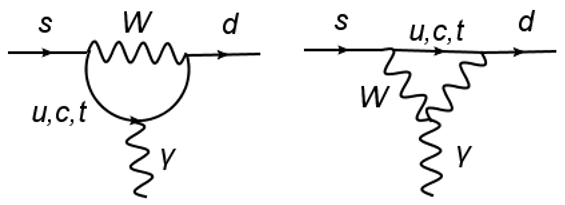 s W d
u,c,t
γ
s u,c,t d
W
γ